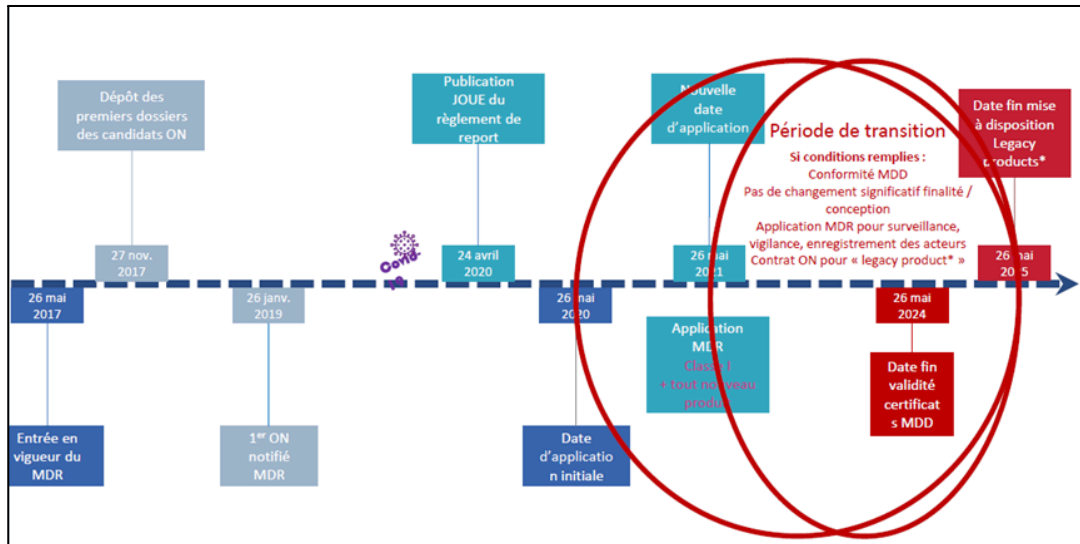 Dépôt des
premiers dossiers
des candidats ON
Publication
JOUE du
règlement de
report
Nouvelle
date
d'application
Date fin mise
à disposition
Legacy
products*
Période de transition
Si conditions remplies :
Conformité MDD
Pas de changement significatif finalité /
conception
Application MDR pour surveillance,
vigilance, enregistrement des acteurs
Contrat ON pour « legacy product* »
27 nov.
2017
Covid-
24 avril
2020
26 mai
2021
26 mai
2025
26 mai
2017
26 janv.
2019
26 mai
2020
26 mai
2024
Application
MDR
Classe I
+ tout nouveau
produit
Date fin
validité
certificat
s MDD
Entrée en
vigueur du
MDR
1er ON
notifié
MDR
Date
d'applicatio
n initiale